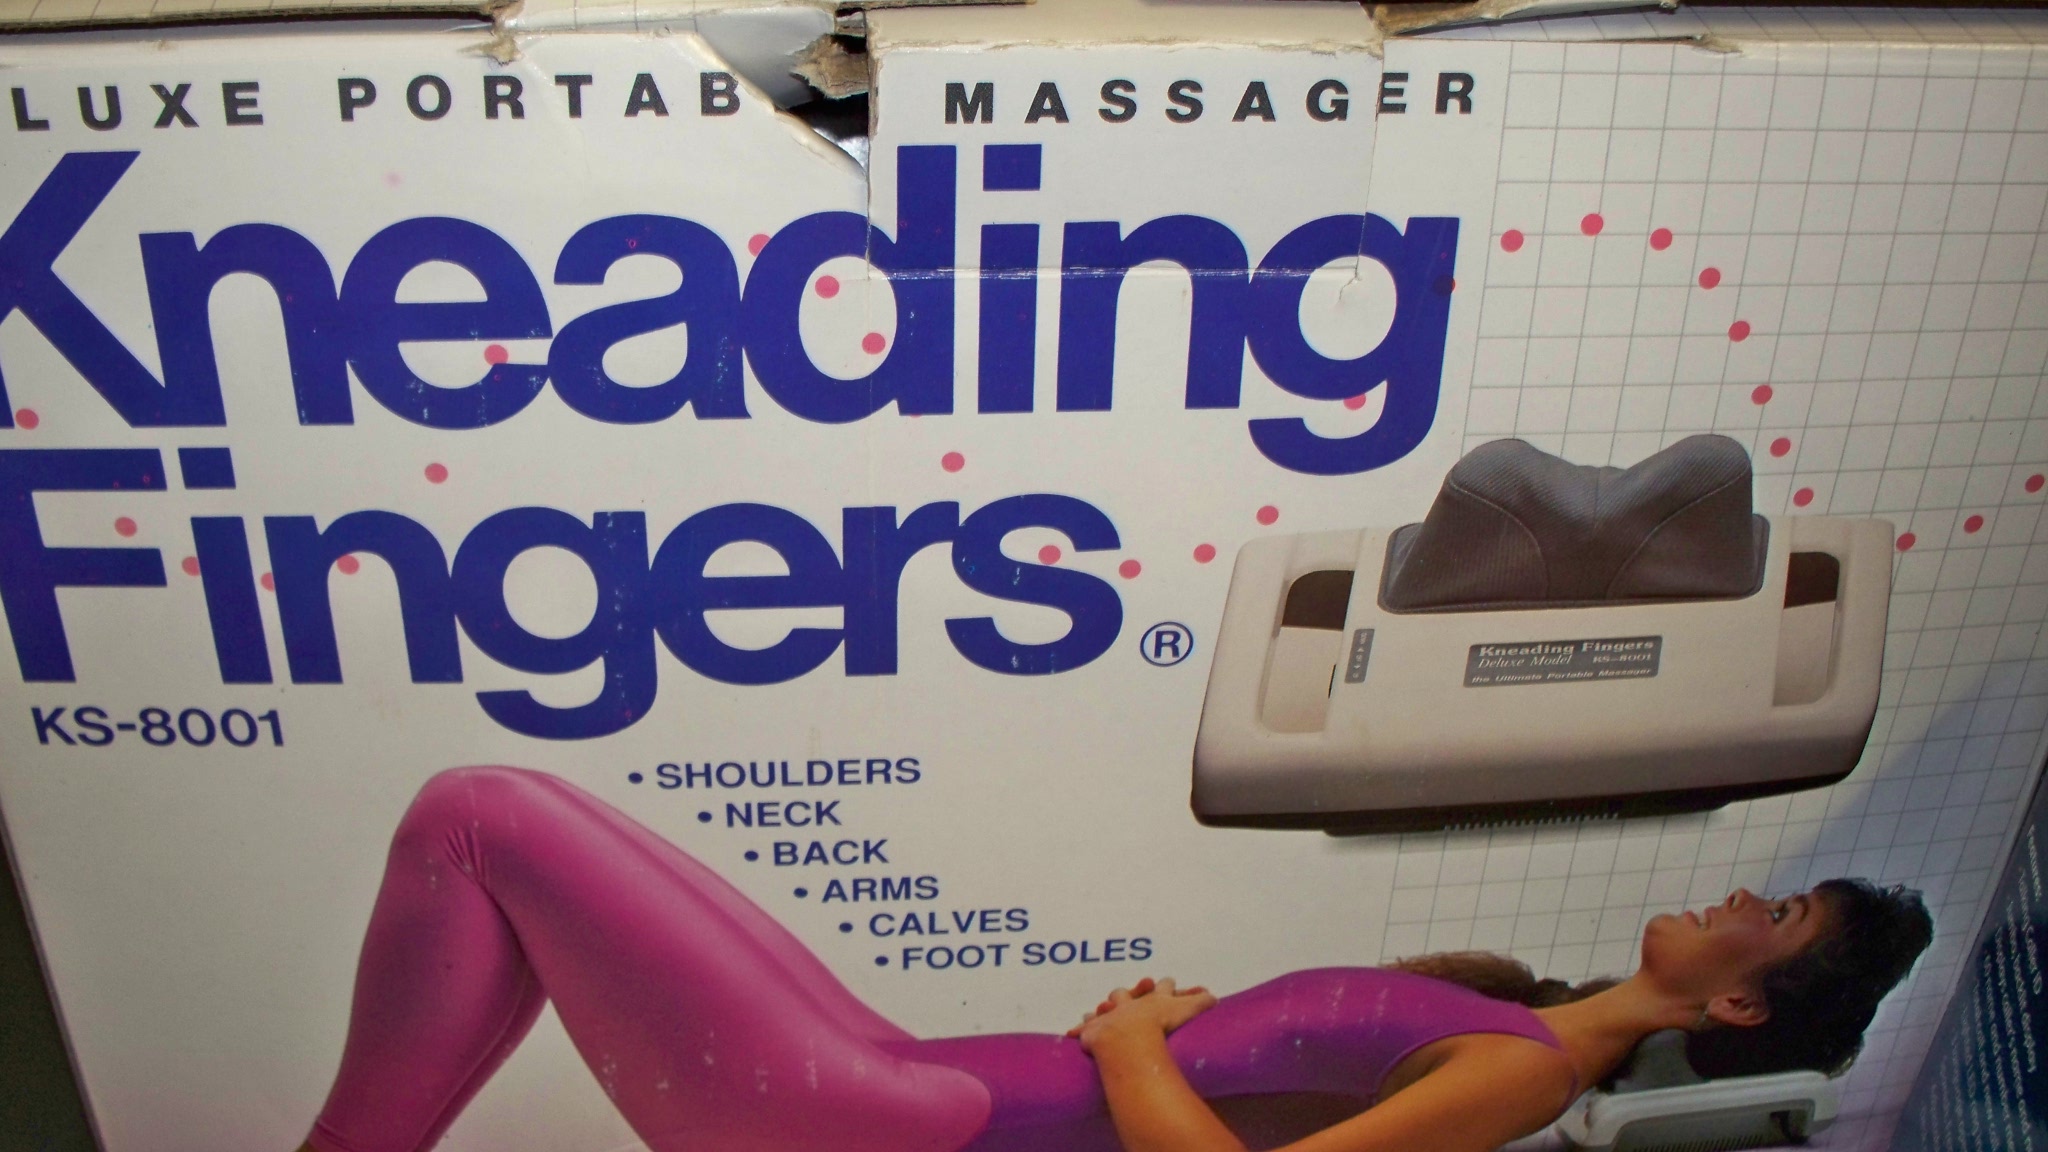 LUXE PORTAB MASSAGER
Kneading
Fingers®
KS-8001
• SHOULDERS
• NECK
• BACK
• ARMS
• CALVES
• FOOT SOLES
Kneading Fingers
Deluxe Model KS-8001
the Ultimate Portable Massager